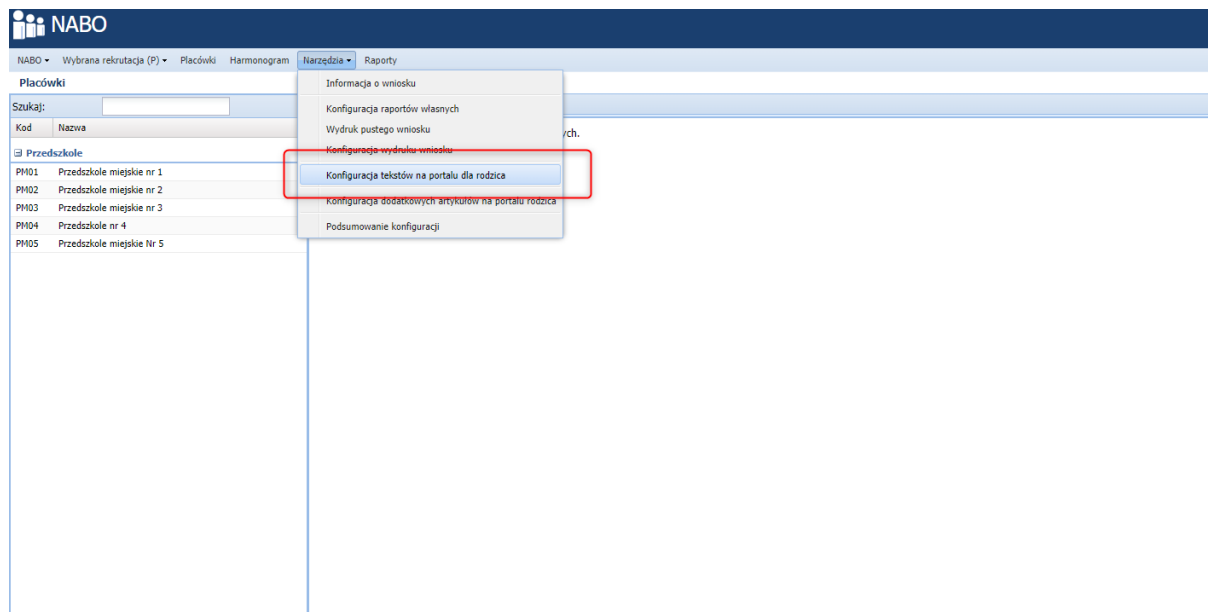 NABO
NABO Wybrana rekrutacja (P) Placówki Harmonogram Narzędzia Raporty
Placówki
Szukaj:
Kod Nazwa
Przedszkole
PM01 Przedszkole miejskie nr 1
PM02 Przedszkole miejskie nr 2
PM03 Przedszkole miejskie nr 3
PM04 Przedszkole nr 4
PM05 Przedszkole miejskie Nr 5
Informacja o wniosku
Konfiguracja raportów własnych
Wydruk pustego wniosku
Konfiguracja wydruku wniosku
Konfiguracja tekstów na portalu dla rodzica
Konfiguracja dodatkowych artykułów na portalu rodzica
Podsumowanie konfiguracji
ych.